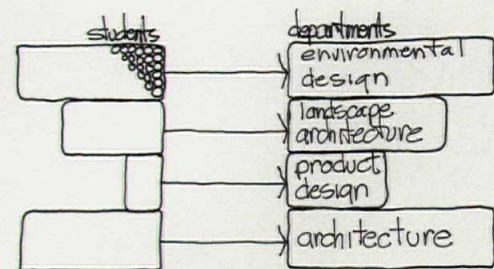 students
departments
environmental
design
landscape
architecture
product
design
architecture